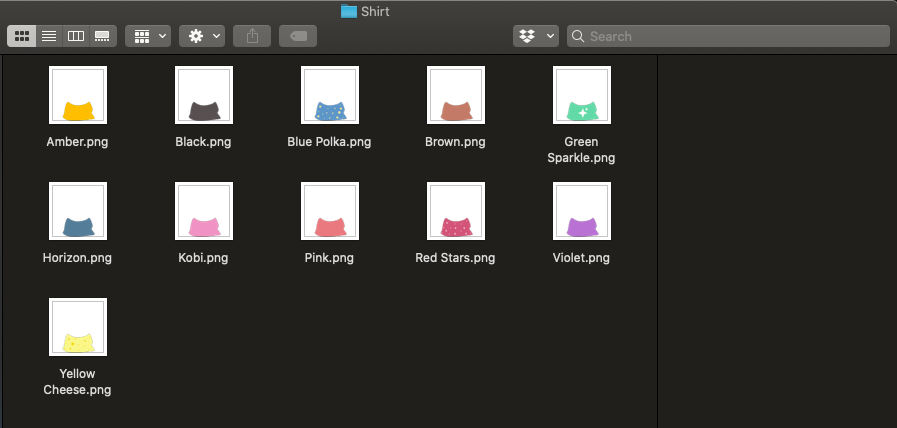 Shirt
Search
Amber.png
Black.png
Blue Polka.png
Brown.png
Green
Sparkle.png
Horizon.png
Kobi.png
Pink.png
Red Stars.png
Violet.png
Yellow
Cheese.png